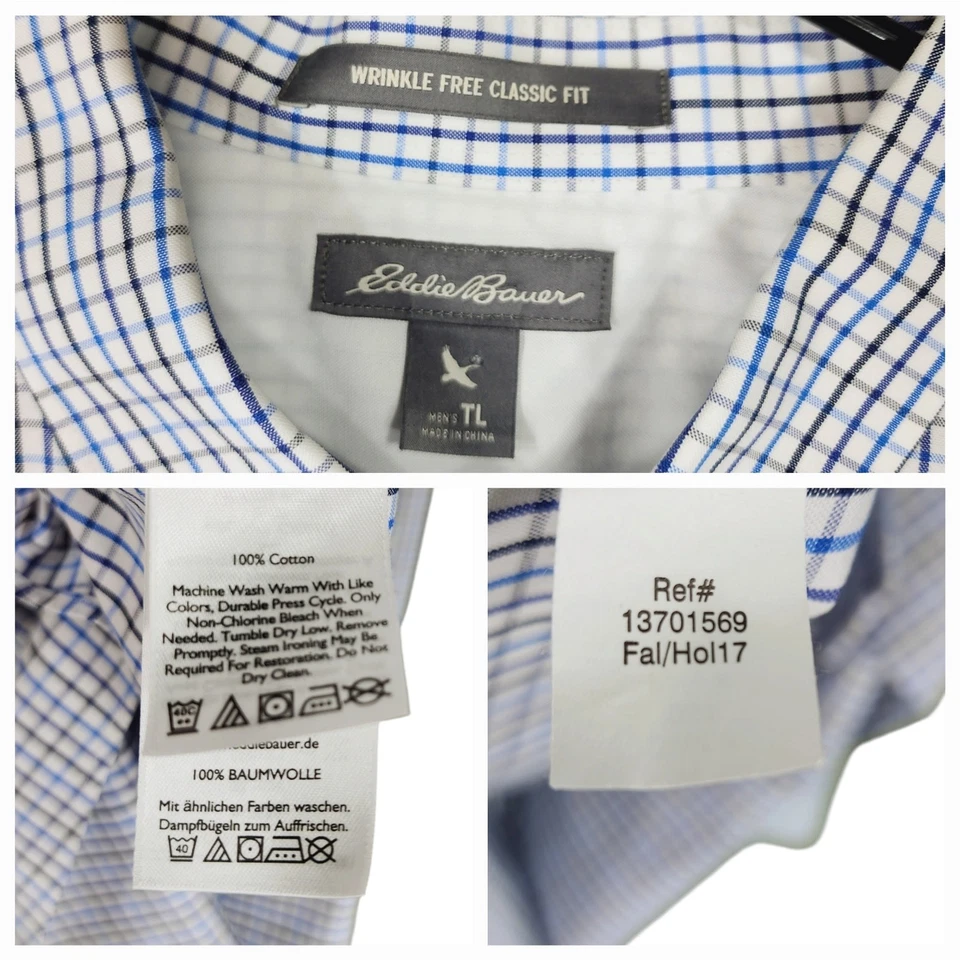 WRINKLE FREE CLASSIC FIT
Eddie Bauer
MEN'S TL
MADE IN CHINA
100% Cotton
Machine Wash Warm With Like
Colors, Durable Press Cycle. Only
Non-Chlorine Bleach When
Needed. Tumble Dry Low. Remove
Promptly. Steam Ironing May Be
Required For Restoration. Do Not
Dry Clean.
40C
100% BAUMWOLLE
Mit ähnlichen Farben waschen.
Dampfbügeln zum Auffrischen.
40
Ref#
13701569
Fal/Hol17